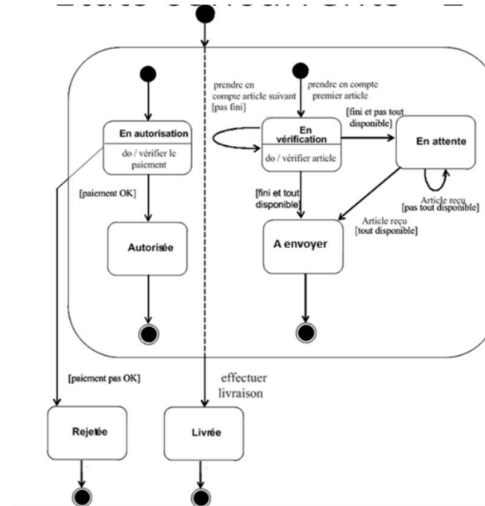 prendre en
compte article suivant
[pas fini]
prendre en compte
premier article
En autorisation
do / vérifier le
paiement
En
vérification
do / vérifier article
[fini et pas tout
disponible]
En attente
[paiement OK]
[fini et tout
disponible]
Article reçu
[pas tout disponible]
Article reçu
[tout disponible]
Autorisée
A envoyer
[paiement pas OK]
effectuer
livraison
Rejetée
Livrée